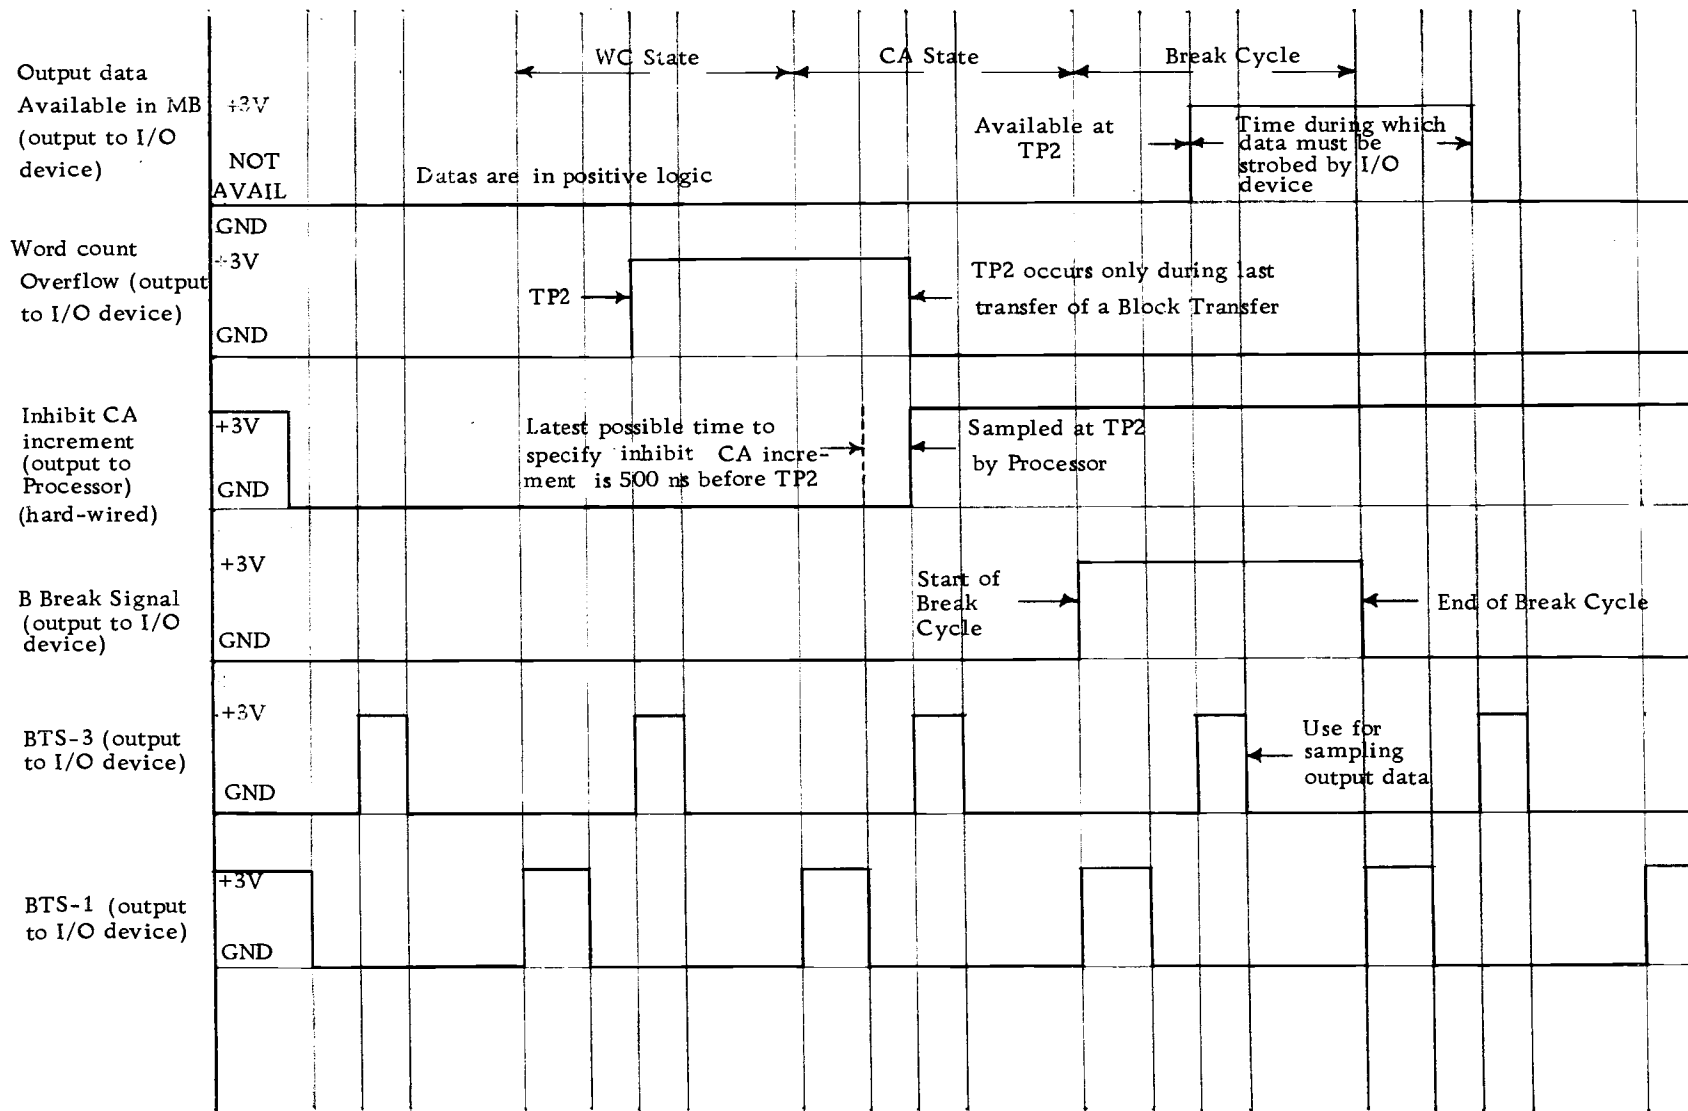 WC State
CA State
Break Cycle
Output data
Available in MB
(output to I/O
device)
+3V
NOT
AVAIL
GND
Datas are in positive logic
Available at
TP2
Time during which
data must be
strobed by I/O
device
Word count
Overflow (output
to I/O device)
+3V
GND
TP2
TP2 occurs only during last
transfer of a Block Transfer
Inhibit CA
increment
(output to
Processor)
(hard-wired)
+3V
GND
Latest possible time to
specify inhibit CA incre-
ment is 500 ns before TP2
Sampled at TP2
by Processor
B Break Signal
(output to I/O
device)
+3V
GND
Start of
Break
Cycle
End of Break Cycle
BTS-3 (output
to I/O device)
+3V
GND
Use for
sampling
output data
BTS-1 (output
to I/O device)
+3V
GND